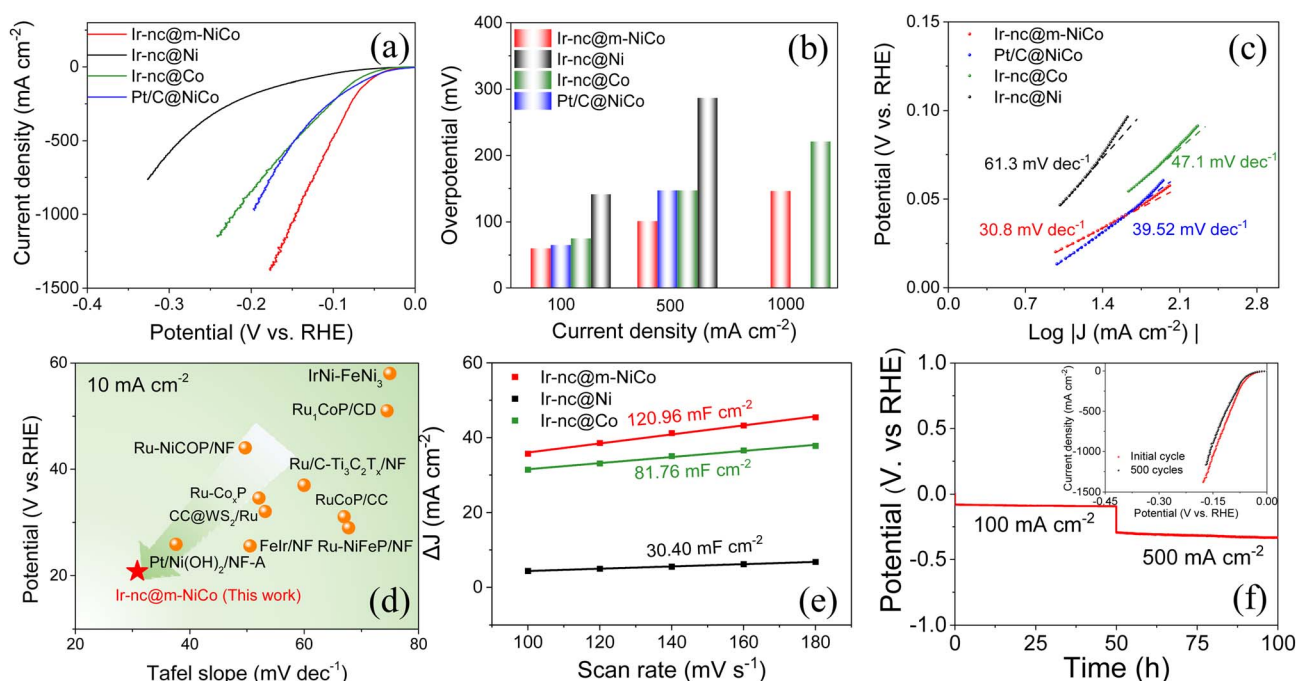 Ir-nc@m-NiCo
Ir-nc@Ni
Ir-nc@Co
Pt/C@NiCo
(a)
Current density (mA cm⁻²)
0
-500
-1000
-1500
-0.4
-0.3
-0.2
-0.1
0.0
Potential (V vs. RHE)
Ir-nc@m-NiCo
Ir-nc@Ni
Ir-nc@Co
Pt/C@NiCo
(b)
Overpotential (mV)
400
300
200
100
0
100
500
1000
Current density (mA cm⁻²)
Ir-nc@m-NiCo
Pt/C@NiCo
Ir-nc@Co
Ir-nc@Ni
(c)
Potential (V vs. RHE)
0.15
0.10
0.05
0.00
61.3 mV dec⁻¹
47.1 mV dec⁻¹
30.8 mV dec⁻¹
39.52 mV dec⁻¹
0.0
0.7
1.4
2.1
2.8
Log |J (mA cm⁻²) |
10 mA cm⁻²
Potential (V vs.RHE)
60
40
20
IrNi-FeNi₃
Ru₁CoP/CD
Ru-NiCOP/NF
Ru/C-Ti₃C₂Tₓ/NF
Ru-CoₓP
CC@WS₂/Ru
RuCoP/CC
Ru-NiFeP/NF
FeIr/NF
Pt/Ni(OH)₂/NF-A
Ir-nc@m-NiCo (This work)
(d)
20
40
60
80
Tafel slope (mV dec⁻¹)
Ir-nc@m-NiCo
Ir-nc@Ni
Ir-nc@Co
ΔJ (mA cm⁻²)
60
40
20
0
120.96 mF cm⁻²
81.76 mF cm⁻²
30.40 mF cm⁻²
(e)
100
120
140
160
180
Scan rate (mV s⁻¹)
Potential (V. vs RHE)
1.0
0.5
0.0
-0.5
-1.0
100 mA cm⁻²
500 mA cm⁻²
(f)
0
25
50
75
100
Time (h)
Current density (mA cm⁻²)
0
-500
-1000
-1500
Initial cycle
500 cycles
-0.45
-0.30
-0.15
0.00
Potential (V vs. RHE)